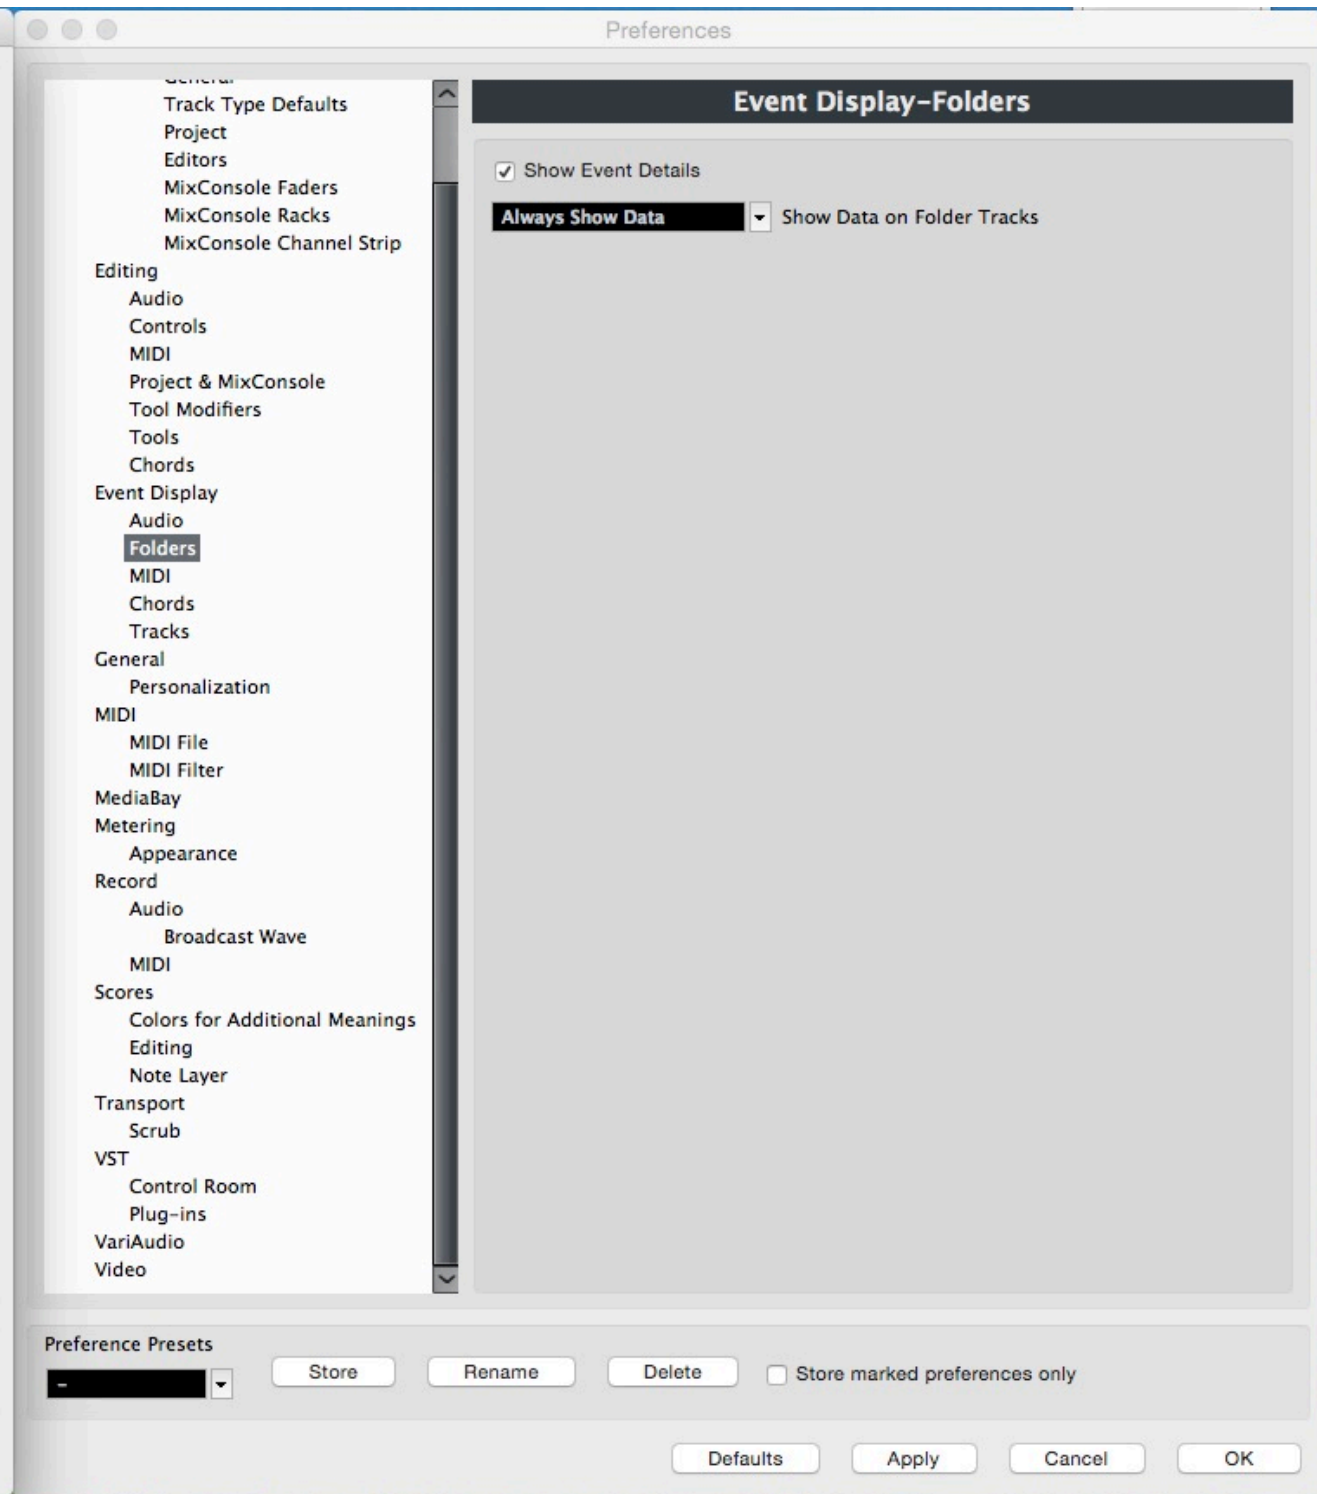 Preferences
General
Track Type Defaults
Project
Editors
MixConsole Faders
MixConsole Racks
MixConsole Channel Strip
Editing
Audio
Controls
MIDI
Project & MixConsole
Tool Modifiers
Tools
Chords
Event Display
Audio
Folders
MIDI
Chords
Tracks
General
Personalization
MIDI
MIDI File
MIDI Filter
MediaBay
Metering
Appearance
Record
Audio
Broadcast Wave
MIDI
Scores
Colors for Additional Meanings
Editing
Note Layer
Transport
Scrub
VST
Control Room
Plug-ins
VariAudio
Video
Event Display-Folders
Show Event Details
Always Show Data Show Data on Folder Tracks
Preference Presets
- Store Rename Delete Store marked preferences only
Defaults Apply Cancel OK